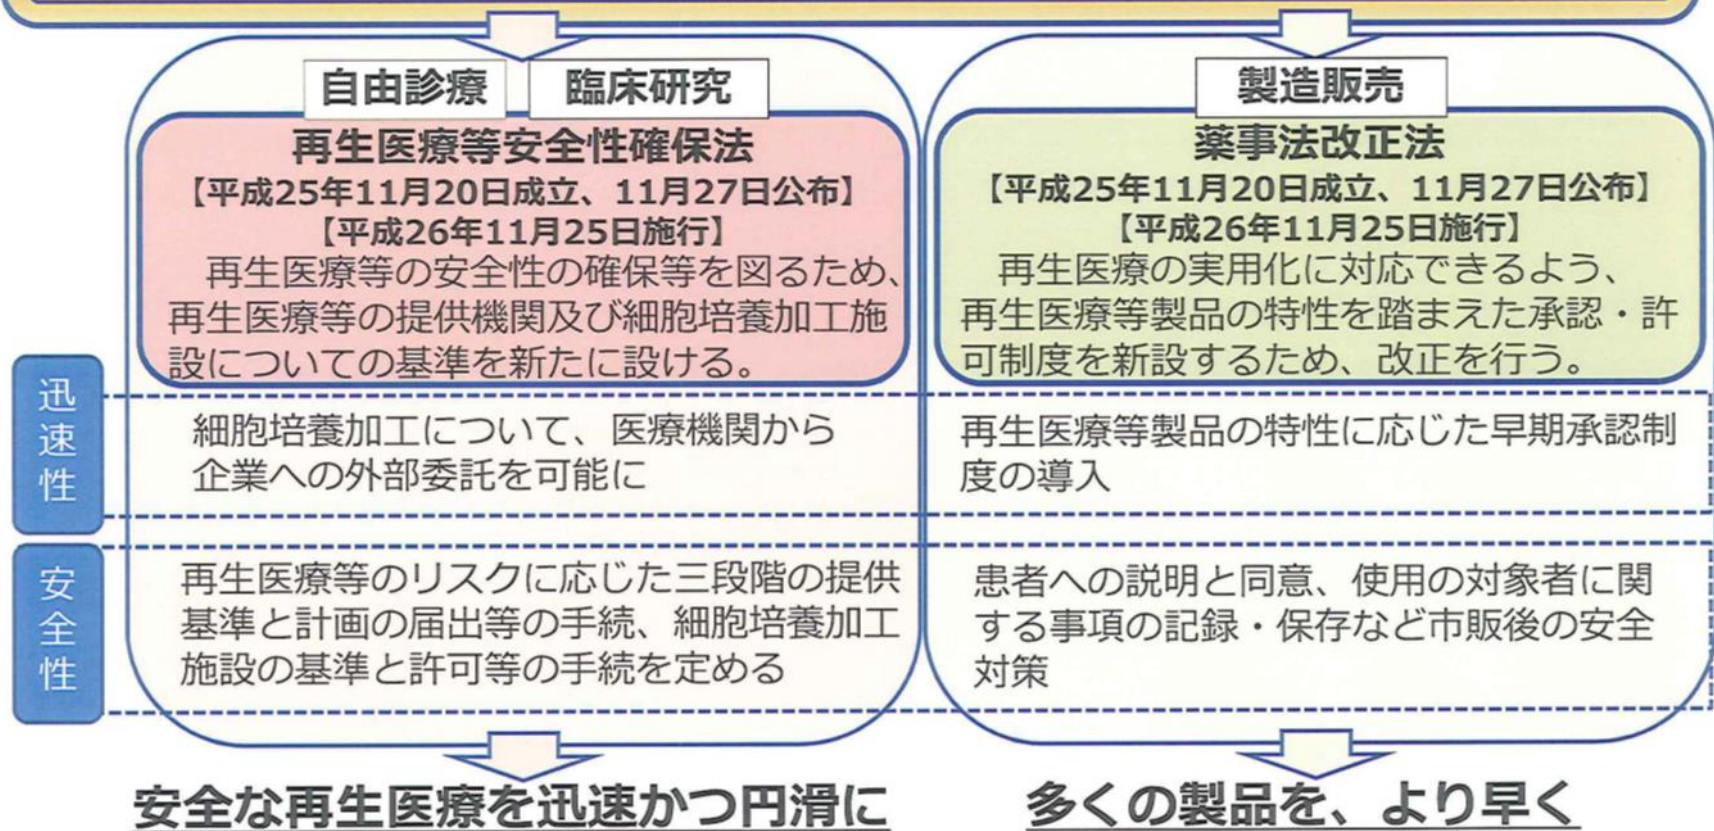 自由診療 臨床研究
再生医療等安全性確保法
【平成25年11月20日成立、11月27日公布】
【平成26年11月25日施行】
再生医療等の安全性の確保等を図るため、
再生医療等の提供機関及び細胞培養加工施
設についての基準を新たに設ける。
製造販売
薬事法改正法
【平成25年11月20日成立、11月27日公布】
【平成26年11月25日施行】
再生医療の実用化に対応できるよう、
再生医療等製品の特性を踏まえた承認・許
可制度を新設するため、改正を行う。
迅速性
細胞培養加工について、医療機関から
企業への外部委託を可能に
再生医療等製品の特性に応じた早期承認制
度の導入
安全性
再生医療等のリスクに応じた三段階の提供
基準と計画の届出等の手続、細胞培養加工
施設の基準と許可等の手続を定める
患者への説明と同意、使用の対象者に関
する事項の記録・保存など市販後の安全
対策
安全な再生医療を迅速かつ円滑に
多くの製品を、より早く